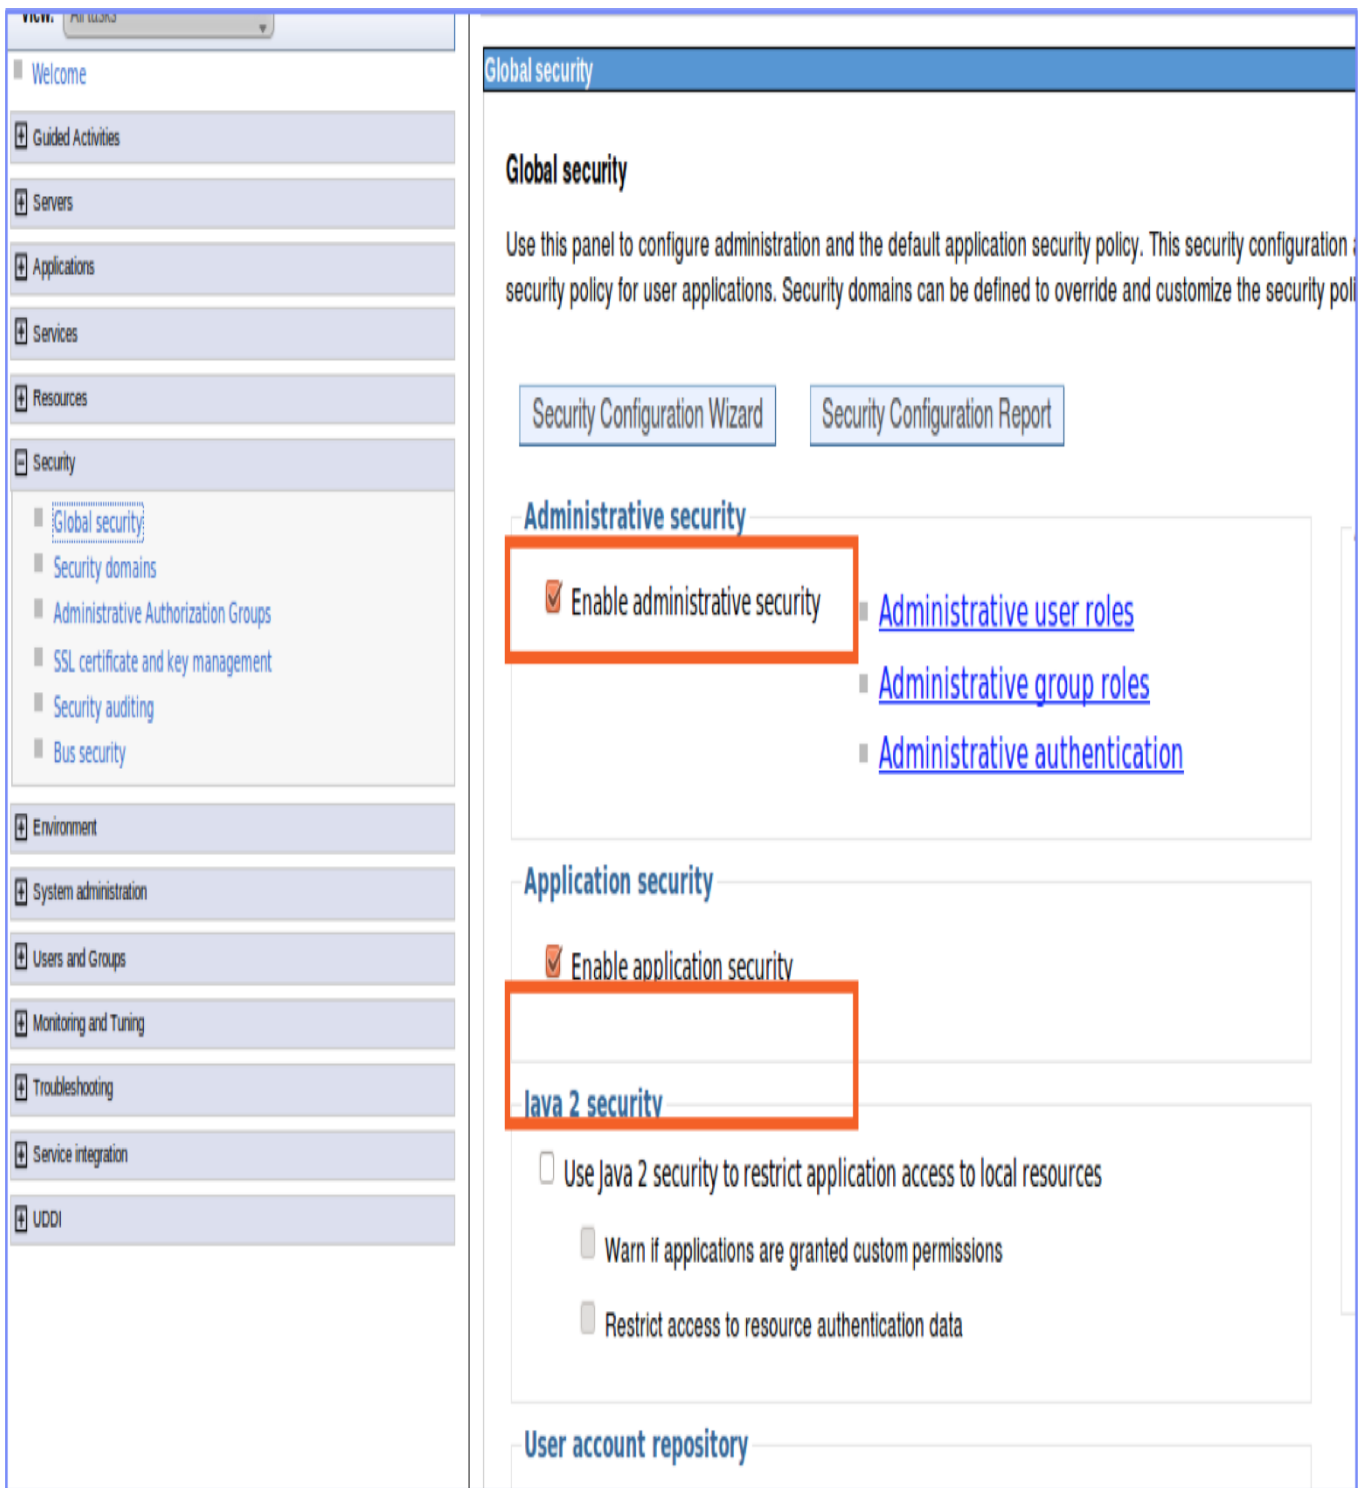 View: All tasks
Welcome
Guided Activities
Servers
Applications
Services
Resources
Security
Global security
Security domains
Administrative Authorization Groups
SSL certificate and key management
Security auditing
Bus security
Environment
System administration
Users and Groups
Monitoring and Tuning
Troubleshooting
Service integration
UDDI
Global security
Global security
Use this panel to configure administration and the default application security policy. This security configuration
security policy for user applications. Security domains can be defined to override and customize the security poli
Security Configuration Wizard
Security Configuration Report
Administrative security
Enable administrative security
Administrative user roles
Administrative group roles
Administrative authentication
Application security
Enable application security
Java 2 security
Use Java 2 security to restrict application access to local resources
Warn if applications are granted custom permissions
Restrict access to resource authentication data
User account repository